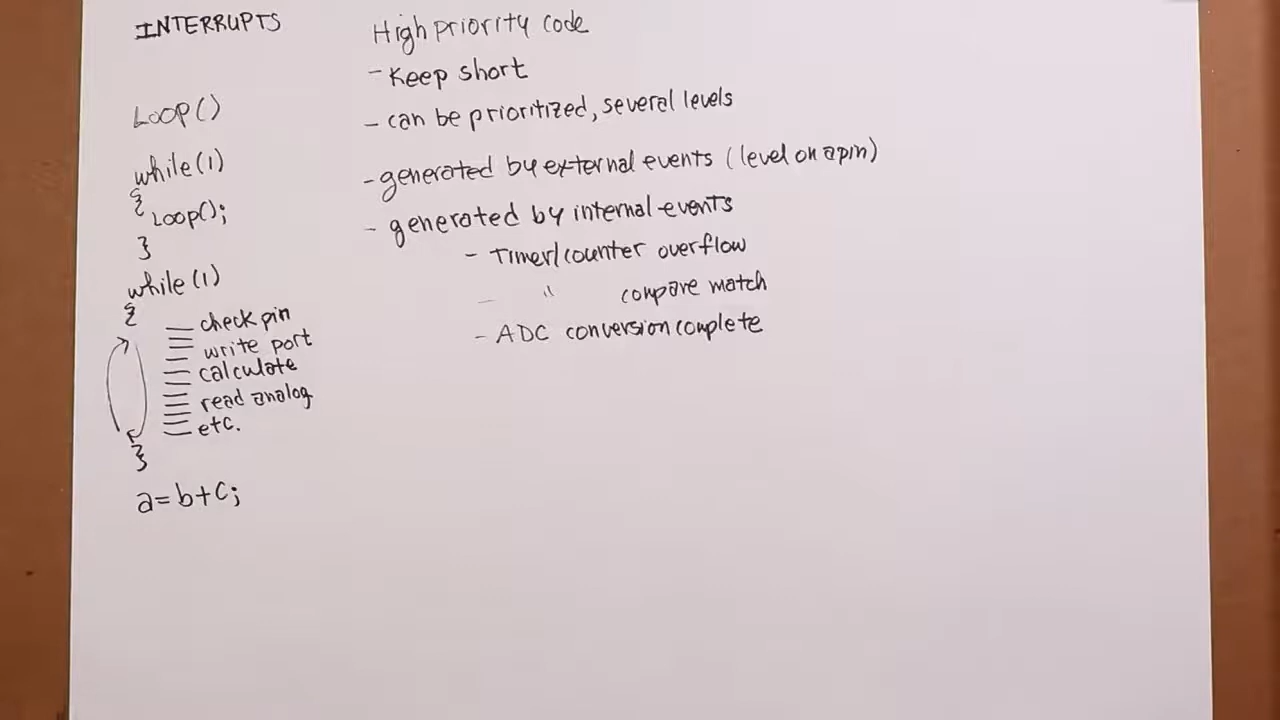 INTERRUPTS
Loop()
while(1)
{
Loop();
}
while(1)
{
check pin
write port
calculate
read analog
etc.
}
a=b+c;
High priority code
- Keep short
- can be prioritized, several levels
- generated by external events (level on a pin)
- generated by internal events
- Timer/counter overflow
- " compare match
- ADC conversion complete